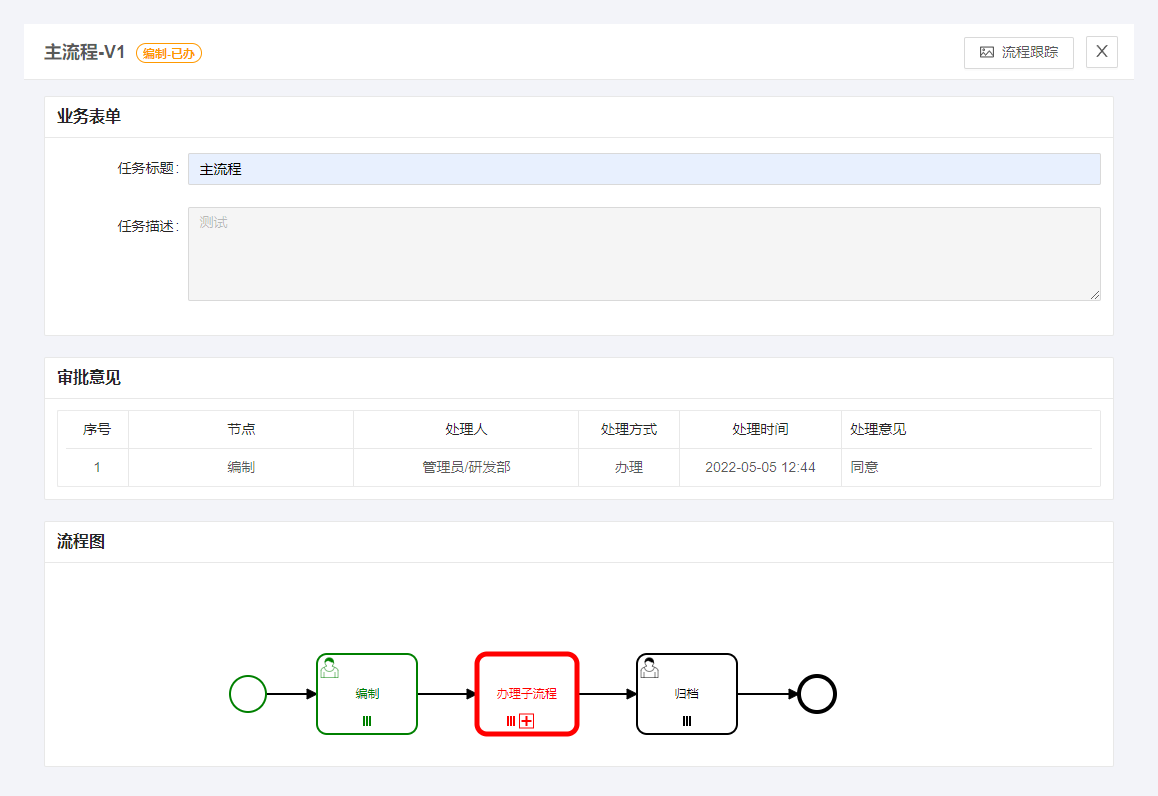 主流程-V1 编制-已办 流程跟踪 X
业务表单
任务标题: 主流程
任务描述: 测试
审批意见
序号 节点 处理人 处理方式 处理时间 处理意见
1 编制 管理员/研发部 办理 2022-05-05 12:44 同意
流程图
编制 办理子流程 归档